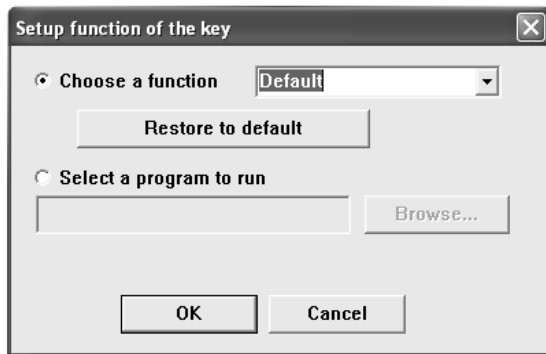 Setup function of the key
Choose a function Default
Restore to default
Select a program to run
Browse...
OK Cancel